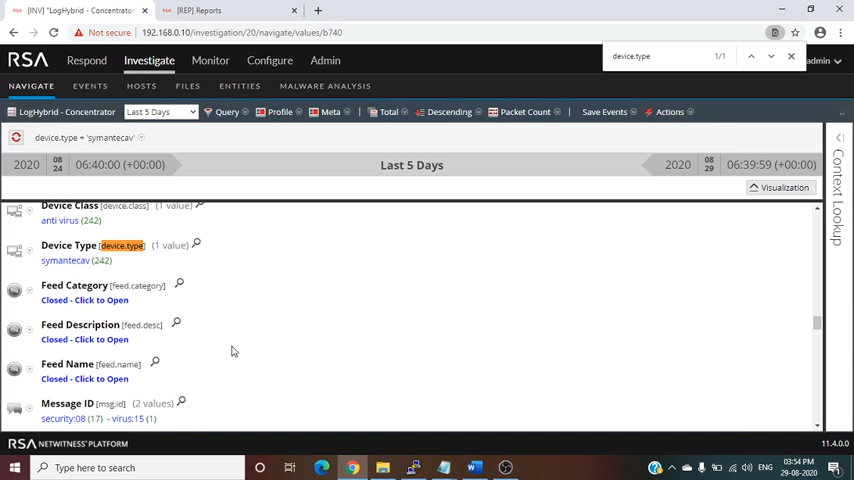 [INV] "LogHybrid - Concentrator
[REP] Reports
Not secure 192.168.0.10/investigation/20/navigate/values/b740
device.type 1/1
RSA Respond Investigate Monitor Configure Admin admin
NAVIGATE EVENTS HOSTS FILES ENTITIES MALWARE ANALYSIS
LogHybrid - Concentrator Last 5 Days Query Profile Meta Total Descending Packet Count Save Events Actions
device.type = 'symantecav'
2020 08 24 06:40:00 (+00:00) Last 5 Days 2020 08 29 06:39:59 (+00:00)
Visualization
Context Lookup
Device Class [device.class] (1 value)
anti virus (242)
Device Type [device.type] (1 value)
symantecav (242)
Feed Category [feed.category]
Closed - Click to Open
Feed Description [feed.desc]
Closed - Click to Open
Feed Name [feed.name]
Closed - Click to Open
Message ID [msg.id] (2 values)
security:08 (17) - virus:15 (1)
RSA NETWITNESS PLATFORM 11.4.0.0
Type here to search
ENG
03:54 PM
29-08-2020